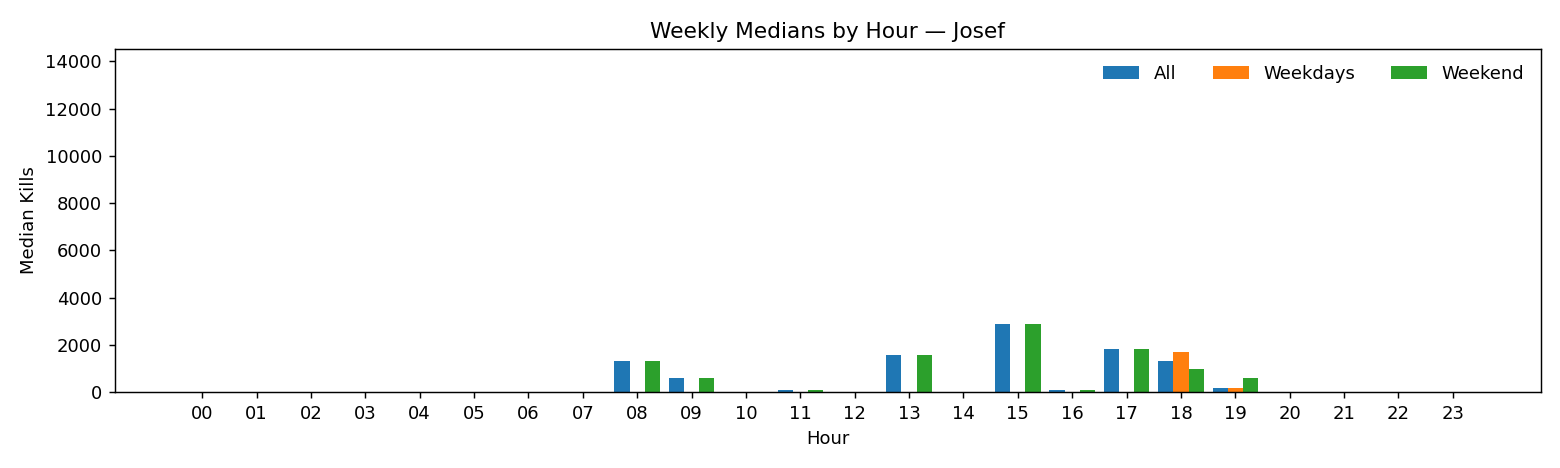 Weekly Medians by Hour — Josef
All Weekdays Weekend
Median Kills
14000
12000
10000
8000
6000
4000
2000
0
00 01 02 03 04 05 06 07 08 09 10 11 12 13 14 15 16 17 18 19 20 21 22 23
Hour